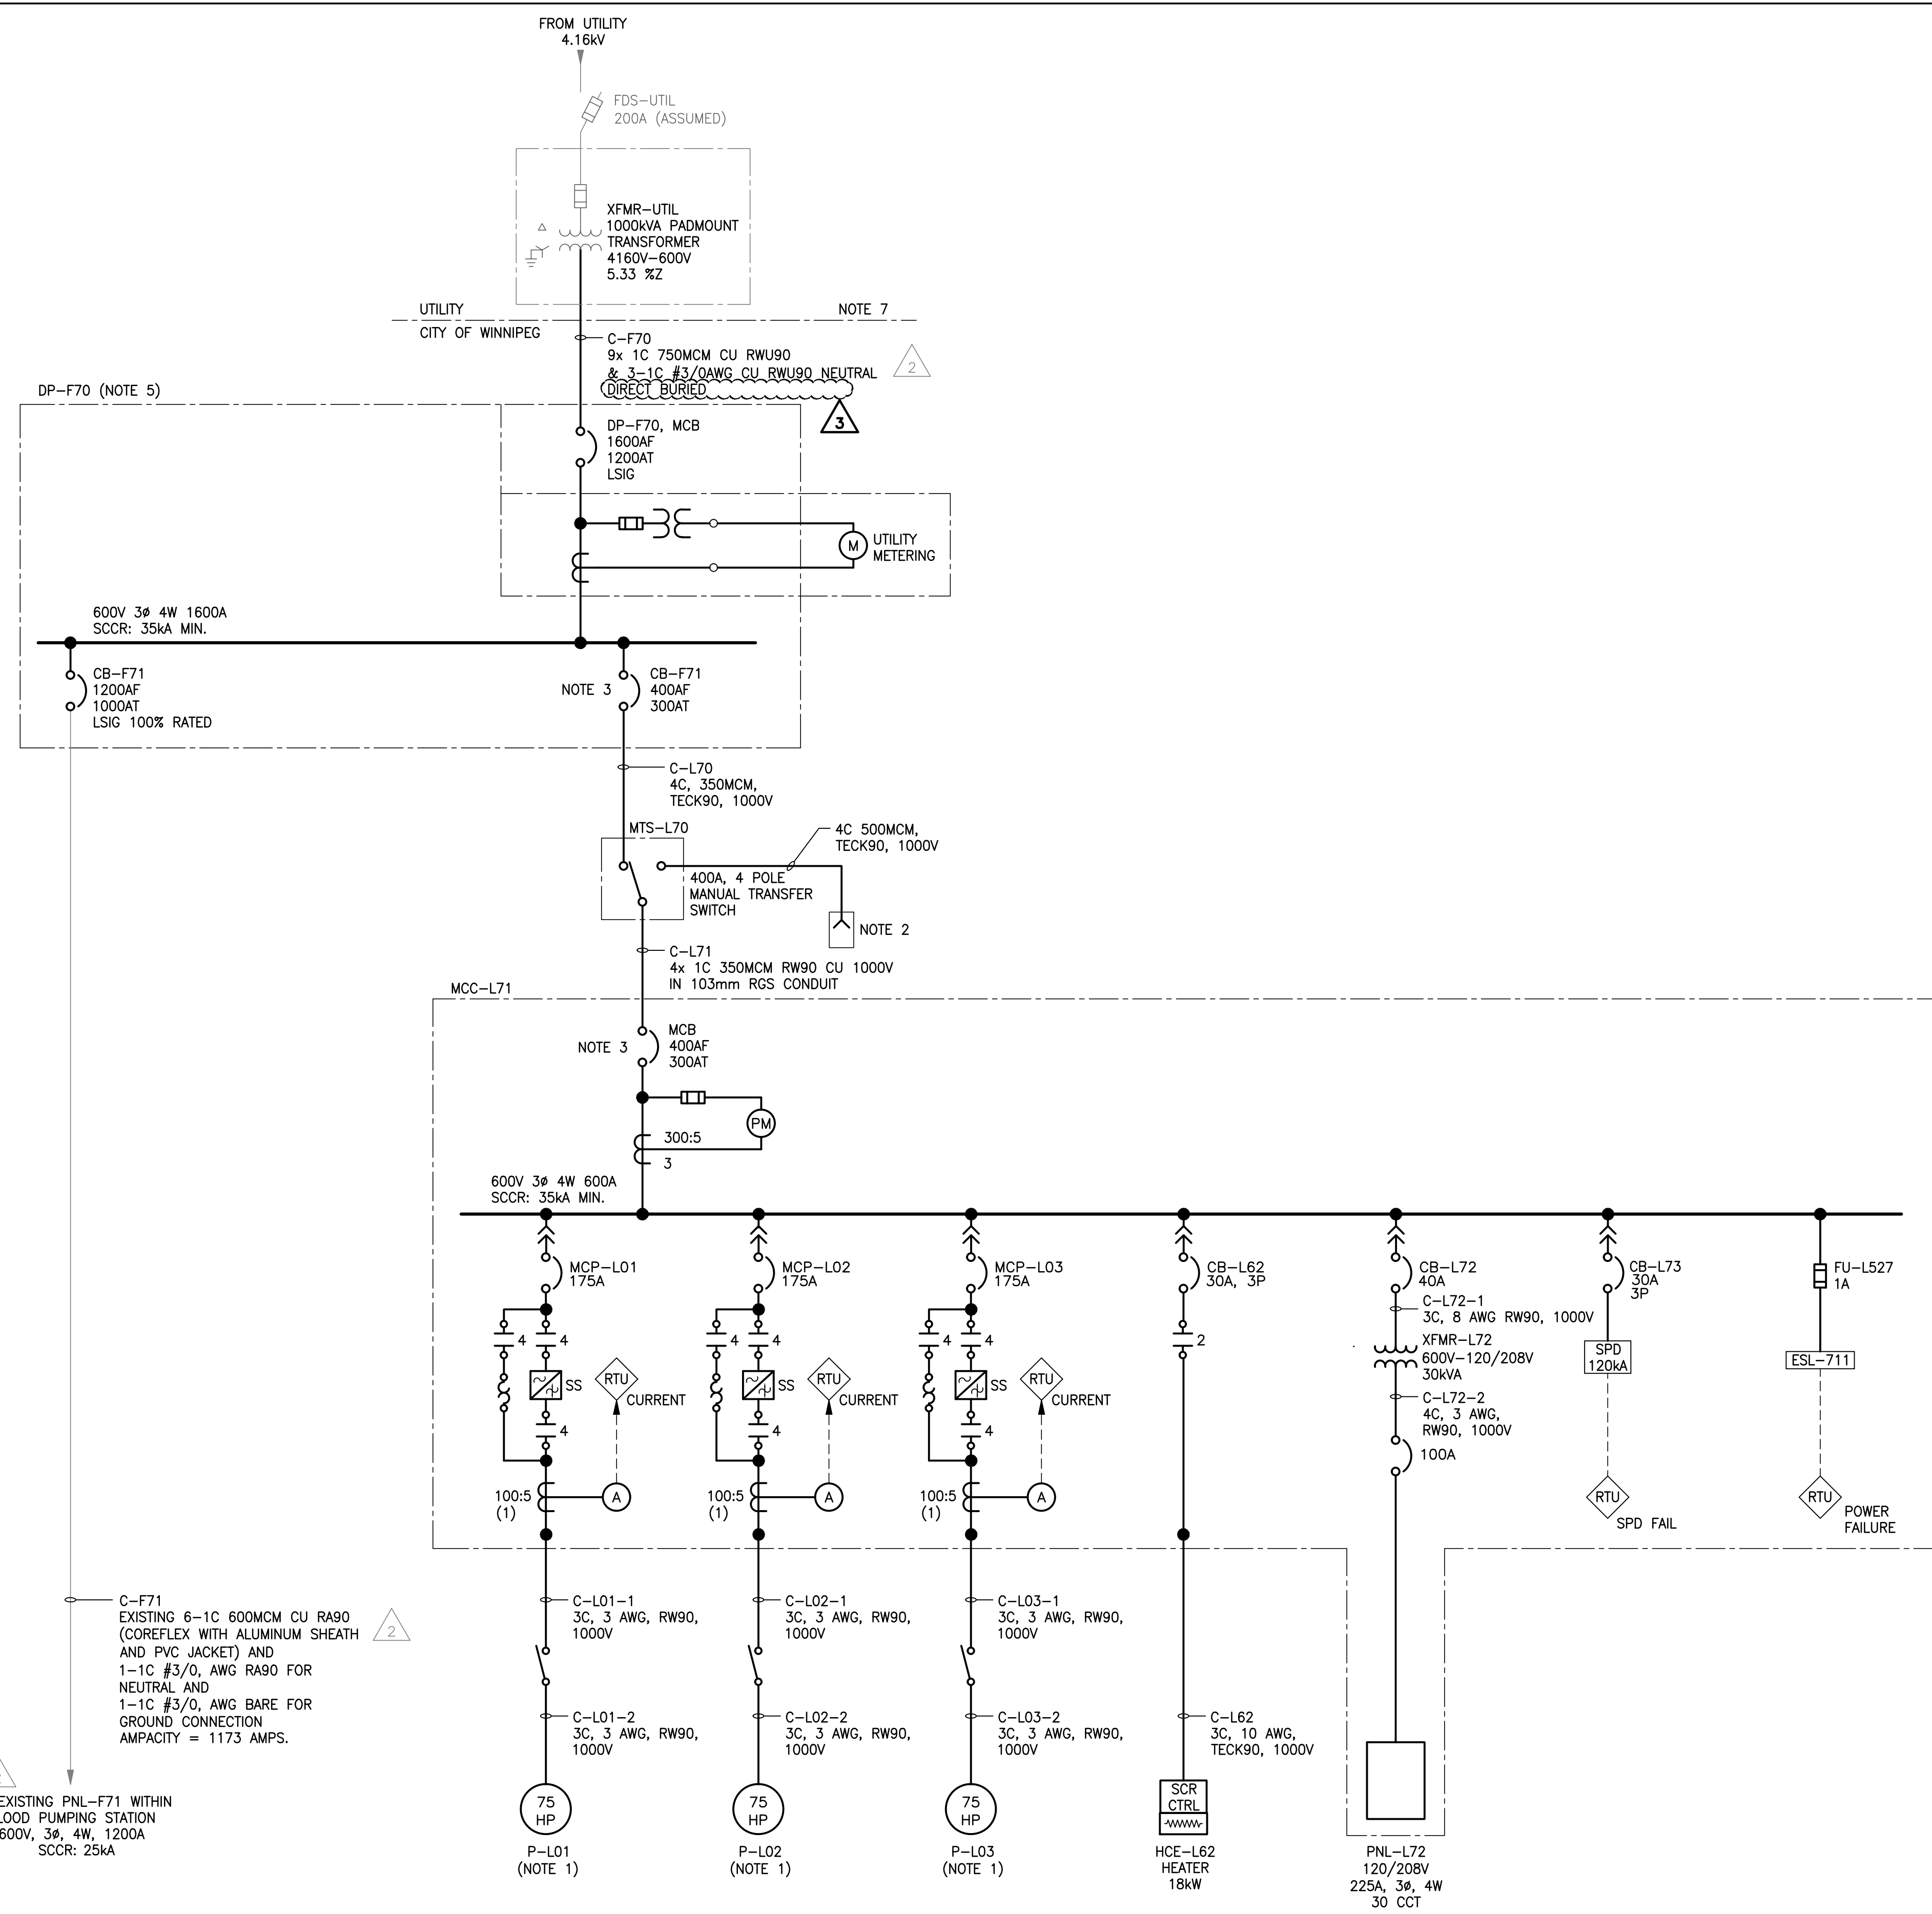 FROM UTILITY
4.16kV
FDS-UTIL
200A (ASSUMED)
XFMR-UTIL
1000kVA PADMOUNT
TRANSFORMER
4160V-600V
5.33 %Z
UTILITY
NOTE 7
CITY OF WINNIPEG
C-F70
9x 1C 750MCM CU RWU90
& 3-1C #3/0AWG CU RWU90 NEUTRAL
DIRECT BURIED
2
3
DP-F70 (NOTE 5)
DP-F70, MCB
1600AF
1200AT
LSIG
M
UTILITY
METERING
600V 3ø 4W 1600A
SCCR: 35kA MIN.
CB-F71
1200AF
1000AT
LSIG 100% RATED
NOTE 3
CB-F71
400AF
300AT
C-L70
4C, 350MCM,
TECK90, 1000V
MTS-L70
4C 500MCM,
TECK90, 1000V
400A, 4 POLE
MANUAL TRANSFER
SWITCH
NOTE 2
C-L71
4x 1C 350MCM RW90 CU 1000V
IN 103mm RGS CONDUIT
MCC-L71
NOTE 3
MCB
400AF
300AT
PM
300:5
3
600V 3ø 4W 600A
SCCR: 35kA MIN.
MCP-L01
175A
4
4
SS
4
RTU
CURRENT
100:5
(1)
A
MCP-L02
175A
4
4
SS
4
RTU
CURRENT
100:5
(1)
A
MCP-L03
175A
4
4
SS
4
RTU
CURRENT
100:5
(1)
A
CB-L62
30A, 3P
2
CB-L72
40A
C-L72-1
3C, 8 AWG RW90, 1000V
XFMR-L72
600V-120/208V
30kVA
C-L72-2
4C, 3 AWG,
RW90, 1000V
100A
CB-L73
30A
3P
SPD
120kA
RTU
SPD FAIL
FU-L527
1A
ESL-711
RTU
POWER
FAILURE
C-F71
EXISTING 6-1C 600MCM CU RA90
(COREFLEX WITH ALUMINUM SHEATH
AND PVC JACKET) AND
1-1C #3/0, AWG RA90 FOR
NEUTRAL AND
1-1C #3/0, AWG BARE FOR
GROUND CONNECTION
AMPACITY = 1173 AMPS.
2
EXISTING PNL-F71 WITHIN
LOOD PUMPING STATION
600V, 3ø, 4W, 1200A
SCCR: 25kA
C-L01-1
3C, 3 AWG, RW90,
1000V
C-L01-2
3C, 3 AWG, RW90,
1000V
75
HP
P-L01
(NOTE 1)
C-L02-1
3C, 3 AWG, RW90,
1000V
C-L02-2
3C, 3 AWG, RW90,
1000V
75
HP
P-L02
(NOTE 1)
C-L03-1
3C, 3 AWG, RW90,
1000V
C-L03-2
3C, 3 AWG, RW90,
1000V
75
HP
P-L03
(NOTE 1)
C-L62
3C, 10 AWG,
TECK90, 1000V
SCR
CTRL
HCE-L62
HEATER
18kW
PNL-L72
120/208V
225A, 3ø, 4W
30 CCT